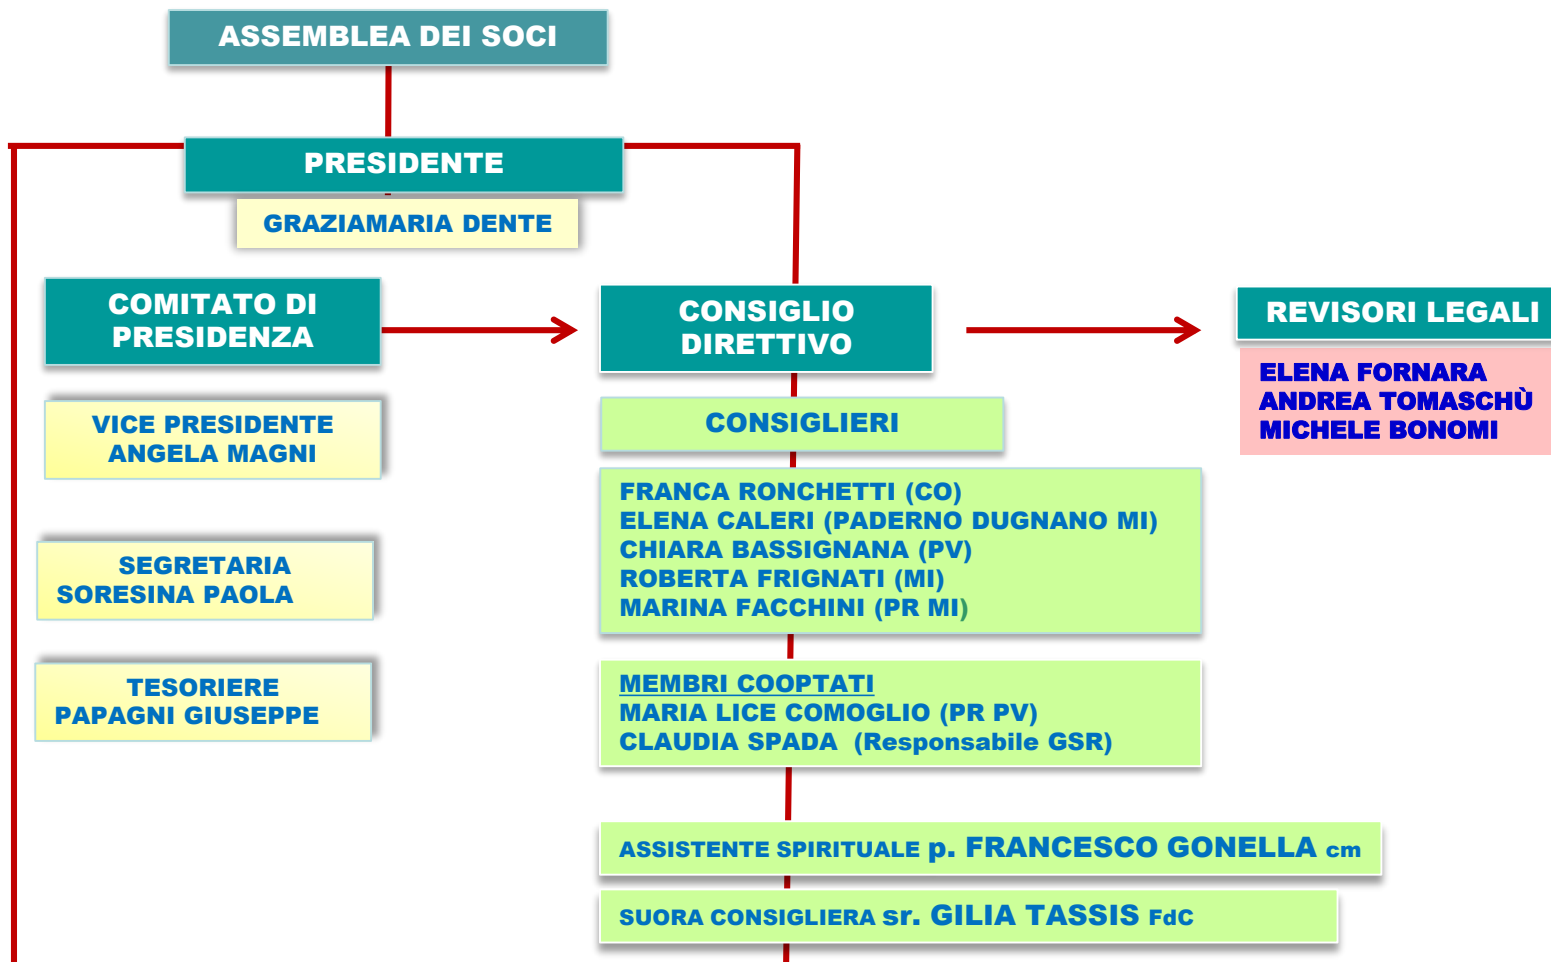 ASSEMBLEA DEI SOCI
PRESIDENTE
GRAZIAMARIA DENTE
COMITATO DI
PRESIDENZA
VICE PRESIDENTE
ANGELA MAGNI
SEGRETARIA
SORESINA PAOLA
TESORIERE
PAPAGNI GIUSEPPE
CONSIGLIO
DIRETTIVO
CONSIGLIERI
FRANCA RONCHETTI (CO)
ELENA CALERI (PADERNO DUGNANO MI)
CHIARA BASSIGNANA (PV)
ROBERTA FRIGNATI (MI)
MARINA FACCHINI (PR MI)
MEMBRI COOPTATI
MARIA LICE COMOGLIO (PR PV)
CLAUDIA SPADA (Responsabile GSR)
ASSISTENTE SPIRITUALE p. FRANCESCO GONELLA cm
SUORA CONSIGLIERA sr. GILIA TASSIS FdC
REVISORI LEGALI
ELENA FORNARA
ANDREA TOMASCHÙ
MICHELE BONOMI